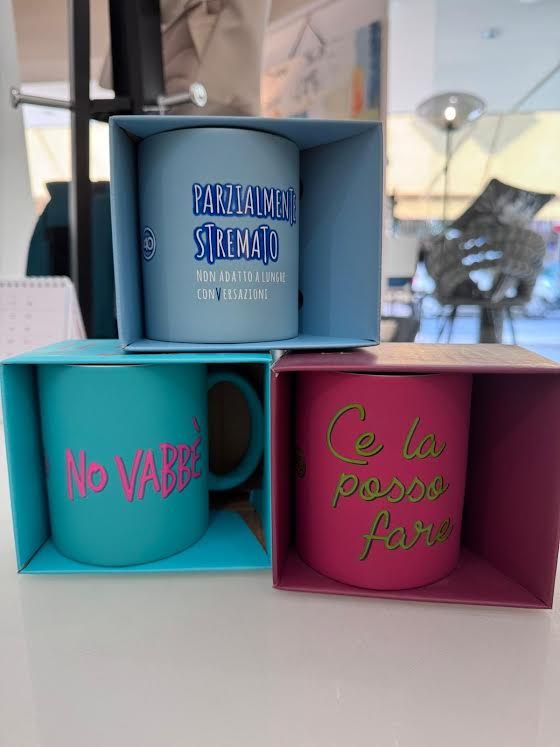 PARZIALMENTE
STREMATO
NON ADATTO A LUNGHE
CONVERSAZIONI
NO VABBÈ
Ce la
posso
fare